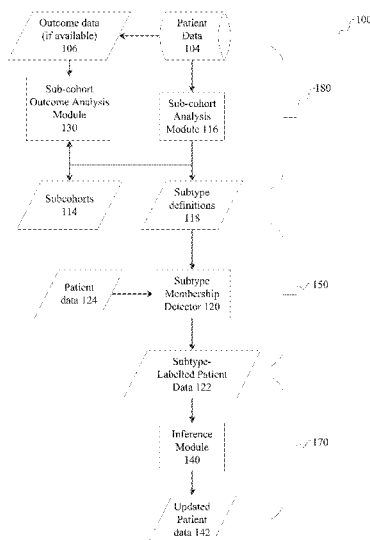 Outcome data
(if available)
106
Patient
Data
104
100
Sub-cohort
Outcome Analysis
Module
130
Sub-cohort
Analysis
Module 116
180
Subcohorts
114
Subtype
definitions
118
Patient
data 124
Subtype
Membership
Detector 120
150
Subtype-
Labelled Patient
Data 122
Inference
Module
140
170
Updated
Patient
data 142